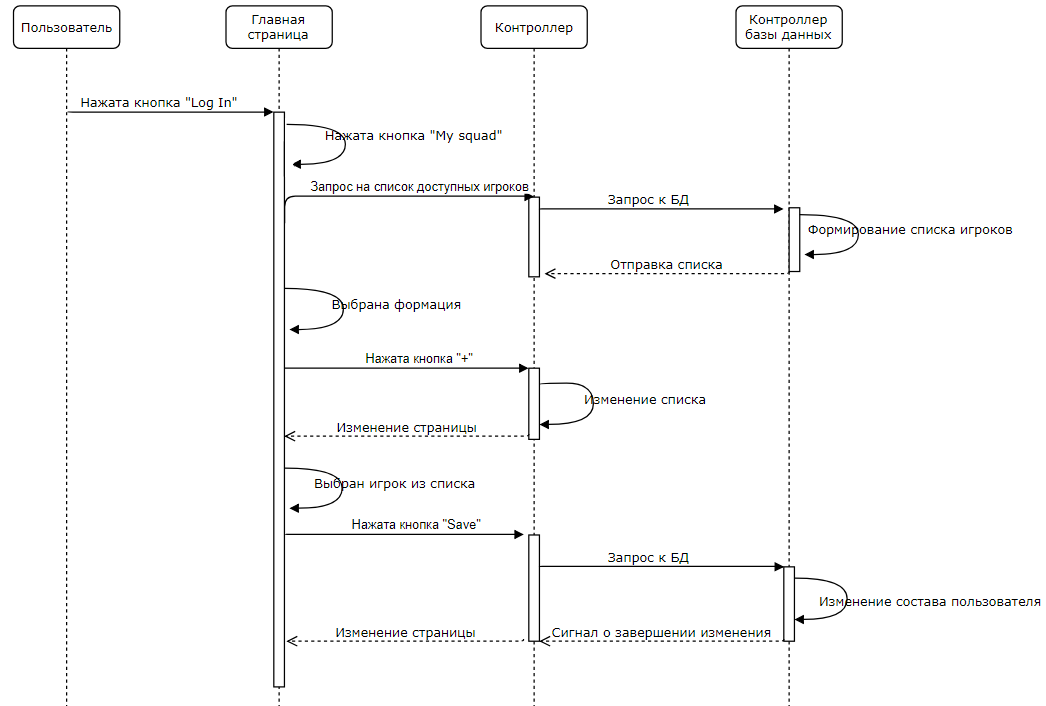 Пользователь
Главная
страница
Контроллер
Контроллер
базы данных
Нажата кнопка "Log In"
Нажата кнопка "My squad"
Запрос на список доступных игроков
Запрос к БД
Формирование списка игроков
Отправка списка
Выбрана формация
Нажата кнопка "+"
Изменение списка
Изменение страницы
Выбран игрок из списка
Нажата кнопка "Save"
Запрос к БД
Изменение состава пользователя
Изменение страницы
Сигнал о завершении изменения